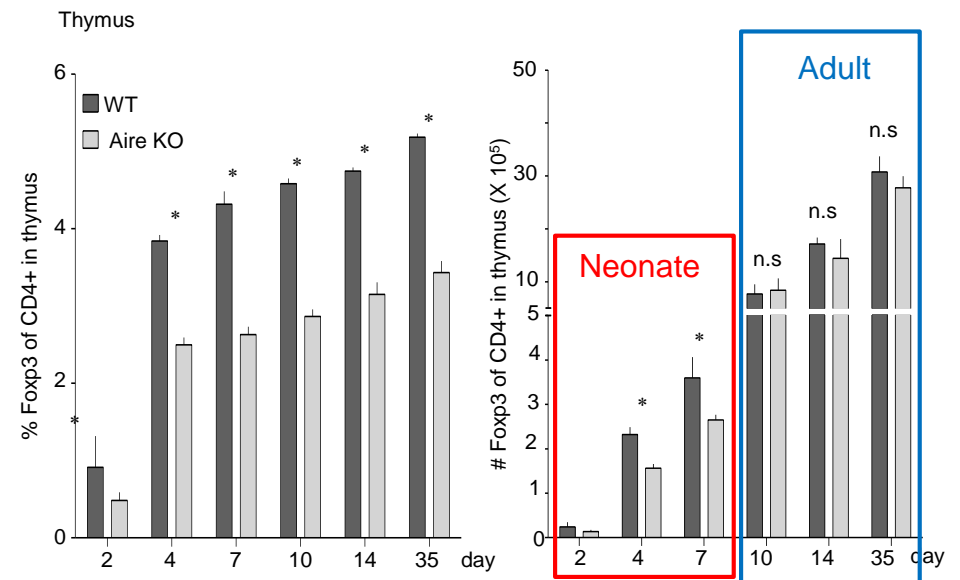 Thymus
% Foxp3 of CD4+ in thymus
6
4
2
0
WT
Aire KO
*
*
*
*
*
*
2 4 7 10 14 35 day
# Foxp3 of CD4+ in thymus (X 10⁵)
50
30
10
5
4
3
2
1
0
Neonate
Adult
*
*
n.s
n.s
n.s
2 4 7 10 14 35 day